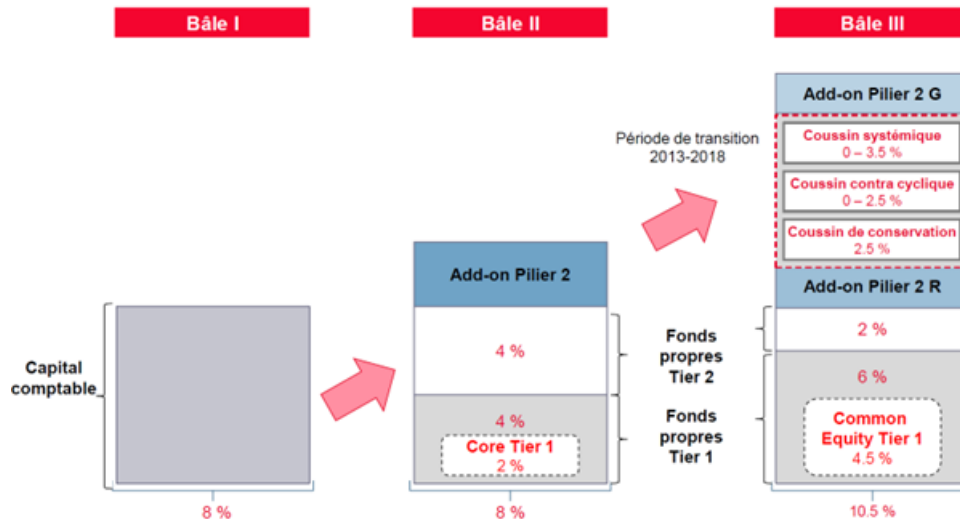 Bâle I
Bâle II
Bâle III
Add-on Pilier 2 G
Coussin systémique
0 – 3.5 %
Période de transition
2013-2018
Coussin contra cyclique
0 – 2.5 %
Coussin de conservation
2.5 %
Add-on Pilier 2
Add-on Pilier 2 R
Capital
comptable
4 %
Fonds
propres
Tier 2
2 %
4 %
Core Tier 1
2 %
Fonds
propres
Tier 1
6 %
Common
Equity Tier 1
4.5 %
8 %
8 %
10.5 %